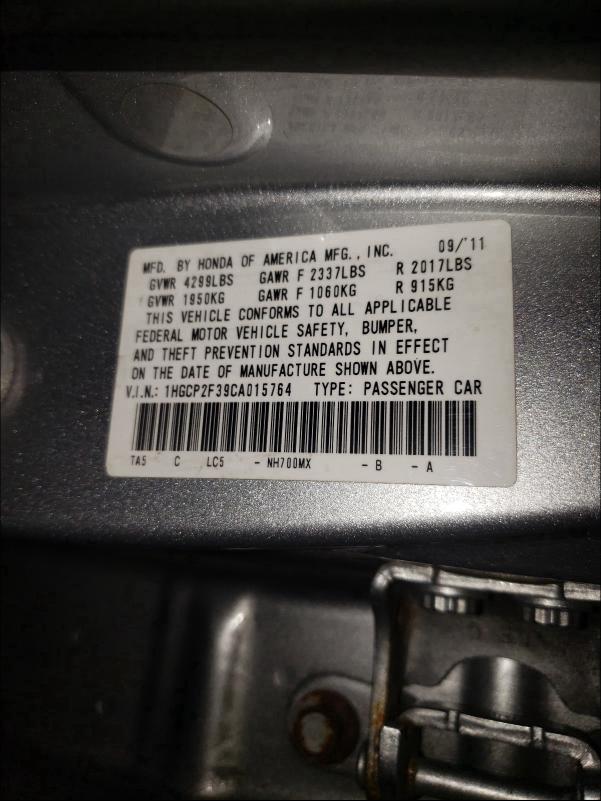 MFD. BY HONDA OF AMERICA MFG., INC. 09/'11
GVWR 4299LBS GAWR F 2337LBS R 2017LBS
GVWR 1950KG GAWR F 1060KG R 915KG
THIS VEHICLE CONFORMS TO ALL APPLICABLE
FEDERAL MOTOR VEHICLE SAFETY, BUMPER,
AND THEFT PREVENTION STANDARDS IN EFFECT
ON THE DATE OF MANUFACTURE SHOWN ABOVE.
V.I.N.: 1HGCP2F39CA015764 TYPE: PASSENGER CAR
TA5 C LC5 - NH700MX - B - A